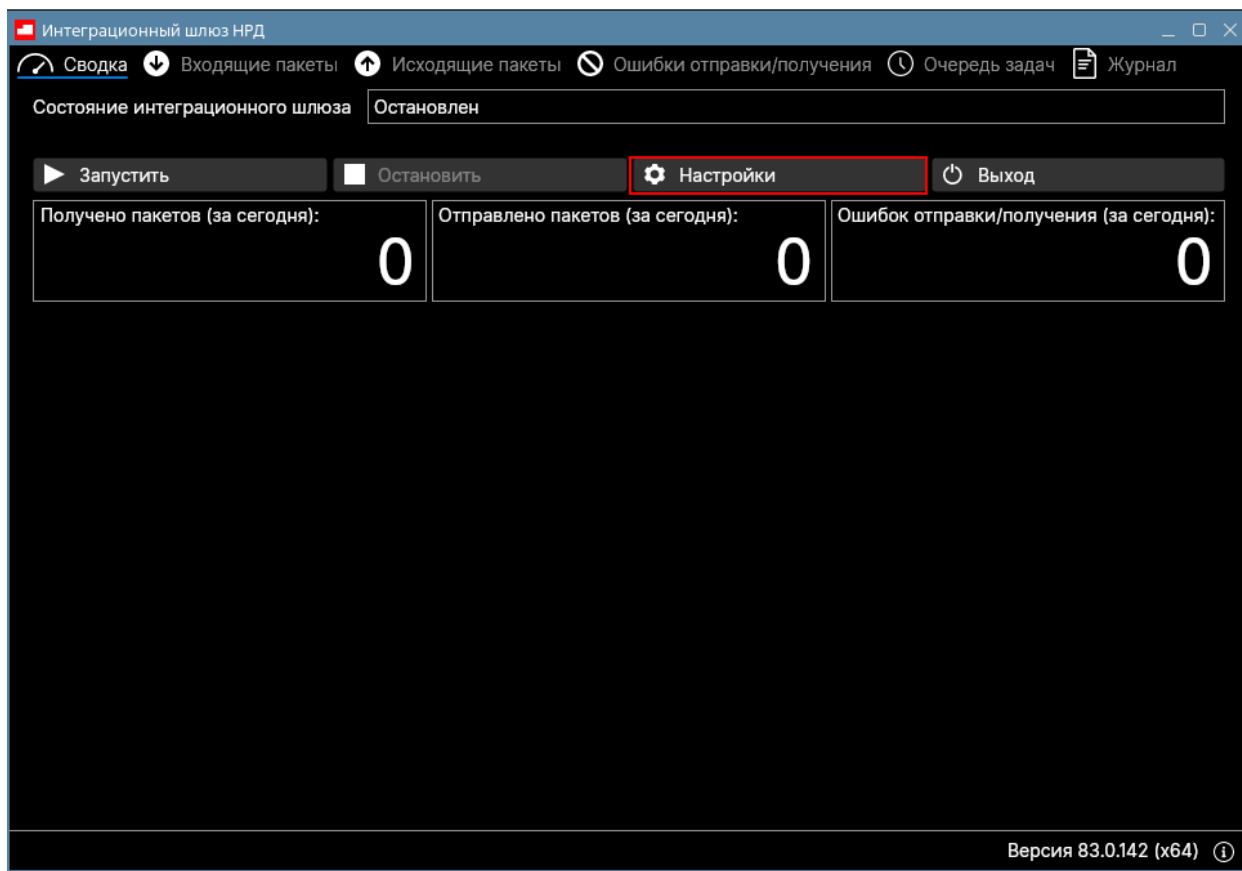 Интеграционный шлюз НРД
Сводка Входящие пакеты Исходящие пакеты Ошибки отправки/получения Очередь задач Журнал
Состояние интеграционного шлюза Остановлен
Запустить Остановить Настройки Выход
Получено пакетов (за сегодня): Отправлено пакетов (за сегодня): Ошибок отправки/получения (за сегодня):
0 0 0
Версия 83.0.142 (x64)